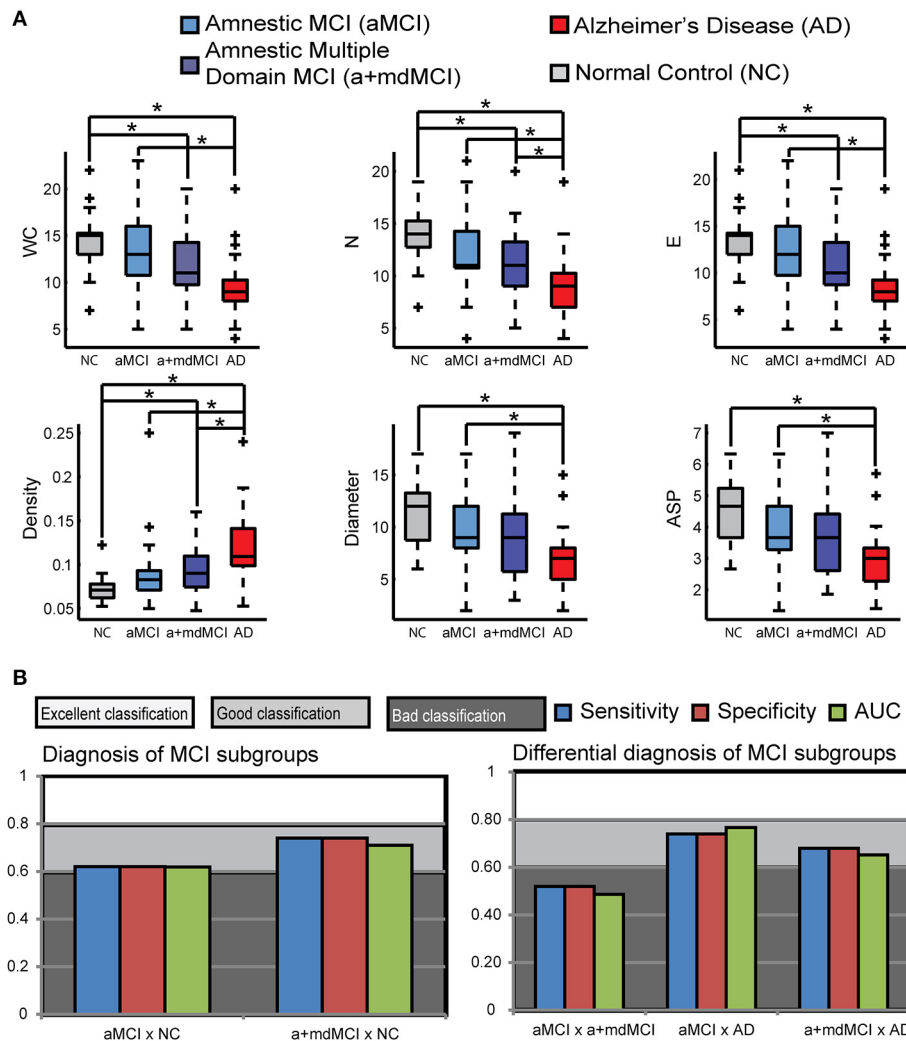 A
Amnestic MCI (aMCI)
Amnestic Multiple
Domain MCI (a+mdMCI)
Alzheimer's Disease (AD)
Normal Control (NC)
*
*
*
WC
20
15
10
5
NC aMCI a+mdMCI AD
*
*
*
*
N
20
15
10
5
NC aMCI a+mdMCI AD
*
*
*
E
20
15
10
5
NC aMCI a+mdMCI AD
*
*
*
*
Density
0.25
0.2
0.15
0.1
0.05
NC aMCI a+mdMCI AD
*
*
Diameter
15
10
5
NC aMCI a+mdMCI AD
*
*
ASP
7
6
5
4
3
2
NC aMCI a+mdMCI AD
B
Excellent classification
Good classification
Bad classification
Sensitivity
Specificity
AUC
Diagnosis of MCI subgroups
1
0.8
0.6
0.4
0.2
0
aMCI x NC
a+mdMCI x NC
Differential diagnosis of MCI subgroups
1
0.80
0.60
0.40
0.20
0
aMCI x a+mdMCI
aMCI x AD
a+mdMCI x AD